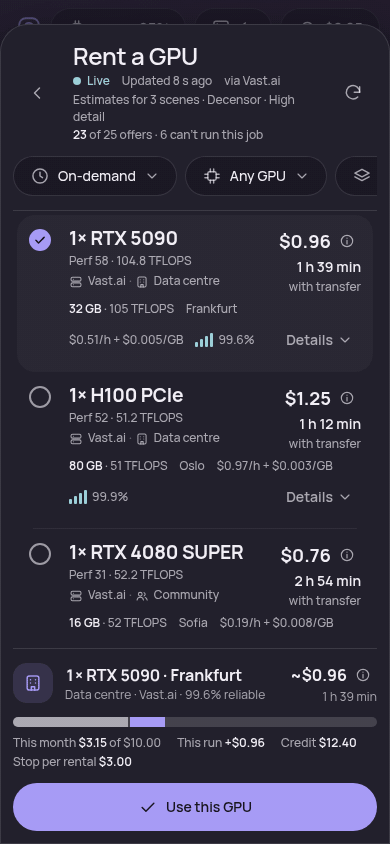 Rent a GPU
Live Updated 8 s ago via Vast.ai
Estimates for 3 scenes · Decensor · High
detail
23 of 25 offers · 6 can't run this job
On-demand Any GPU
1× RTX 5090 $0.96
Perf 58 · 104.8 TFLOPS 1 h 39 min
Vast.ai · Data centre with transfer
32 GB · 105 TFLOPS Frankfurt
$0.51/h + $0.005/GB 99.6% Details
1× H100 PCIe $1.25
Perf 52 · 51.2 TFLOPS 1 h 12 min
Vast.ai · Data centre with transfer
80 GB · 51 TFLOPS Oslo $0.97/h + $0.003/GB
99.9% Details
1× RTX 4080 SUPER $0.76
Perf 31 · 52.2 TFLOPS 2 h 54 min
Vast.ai · Community with transfer
16 GB · 52 TFLOPS Sofia $0.19/h + $0.008/GB
1× RTX 5090 · Frankfurt ~$0.96
Data centre · Vast.ai · 99.6% reliable 1 h 39 min
This month $3.15 of $10.00 This run +$0.96 Credit $12.40
Stop per rental $3.00
Use this GPU